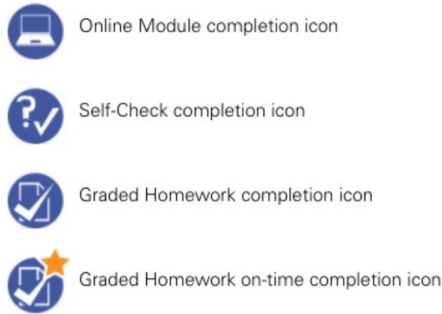 Online Module completion icon
Self-Check completion icon
Graded Homework completion icon
Graded Homework on-time completion icon